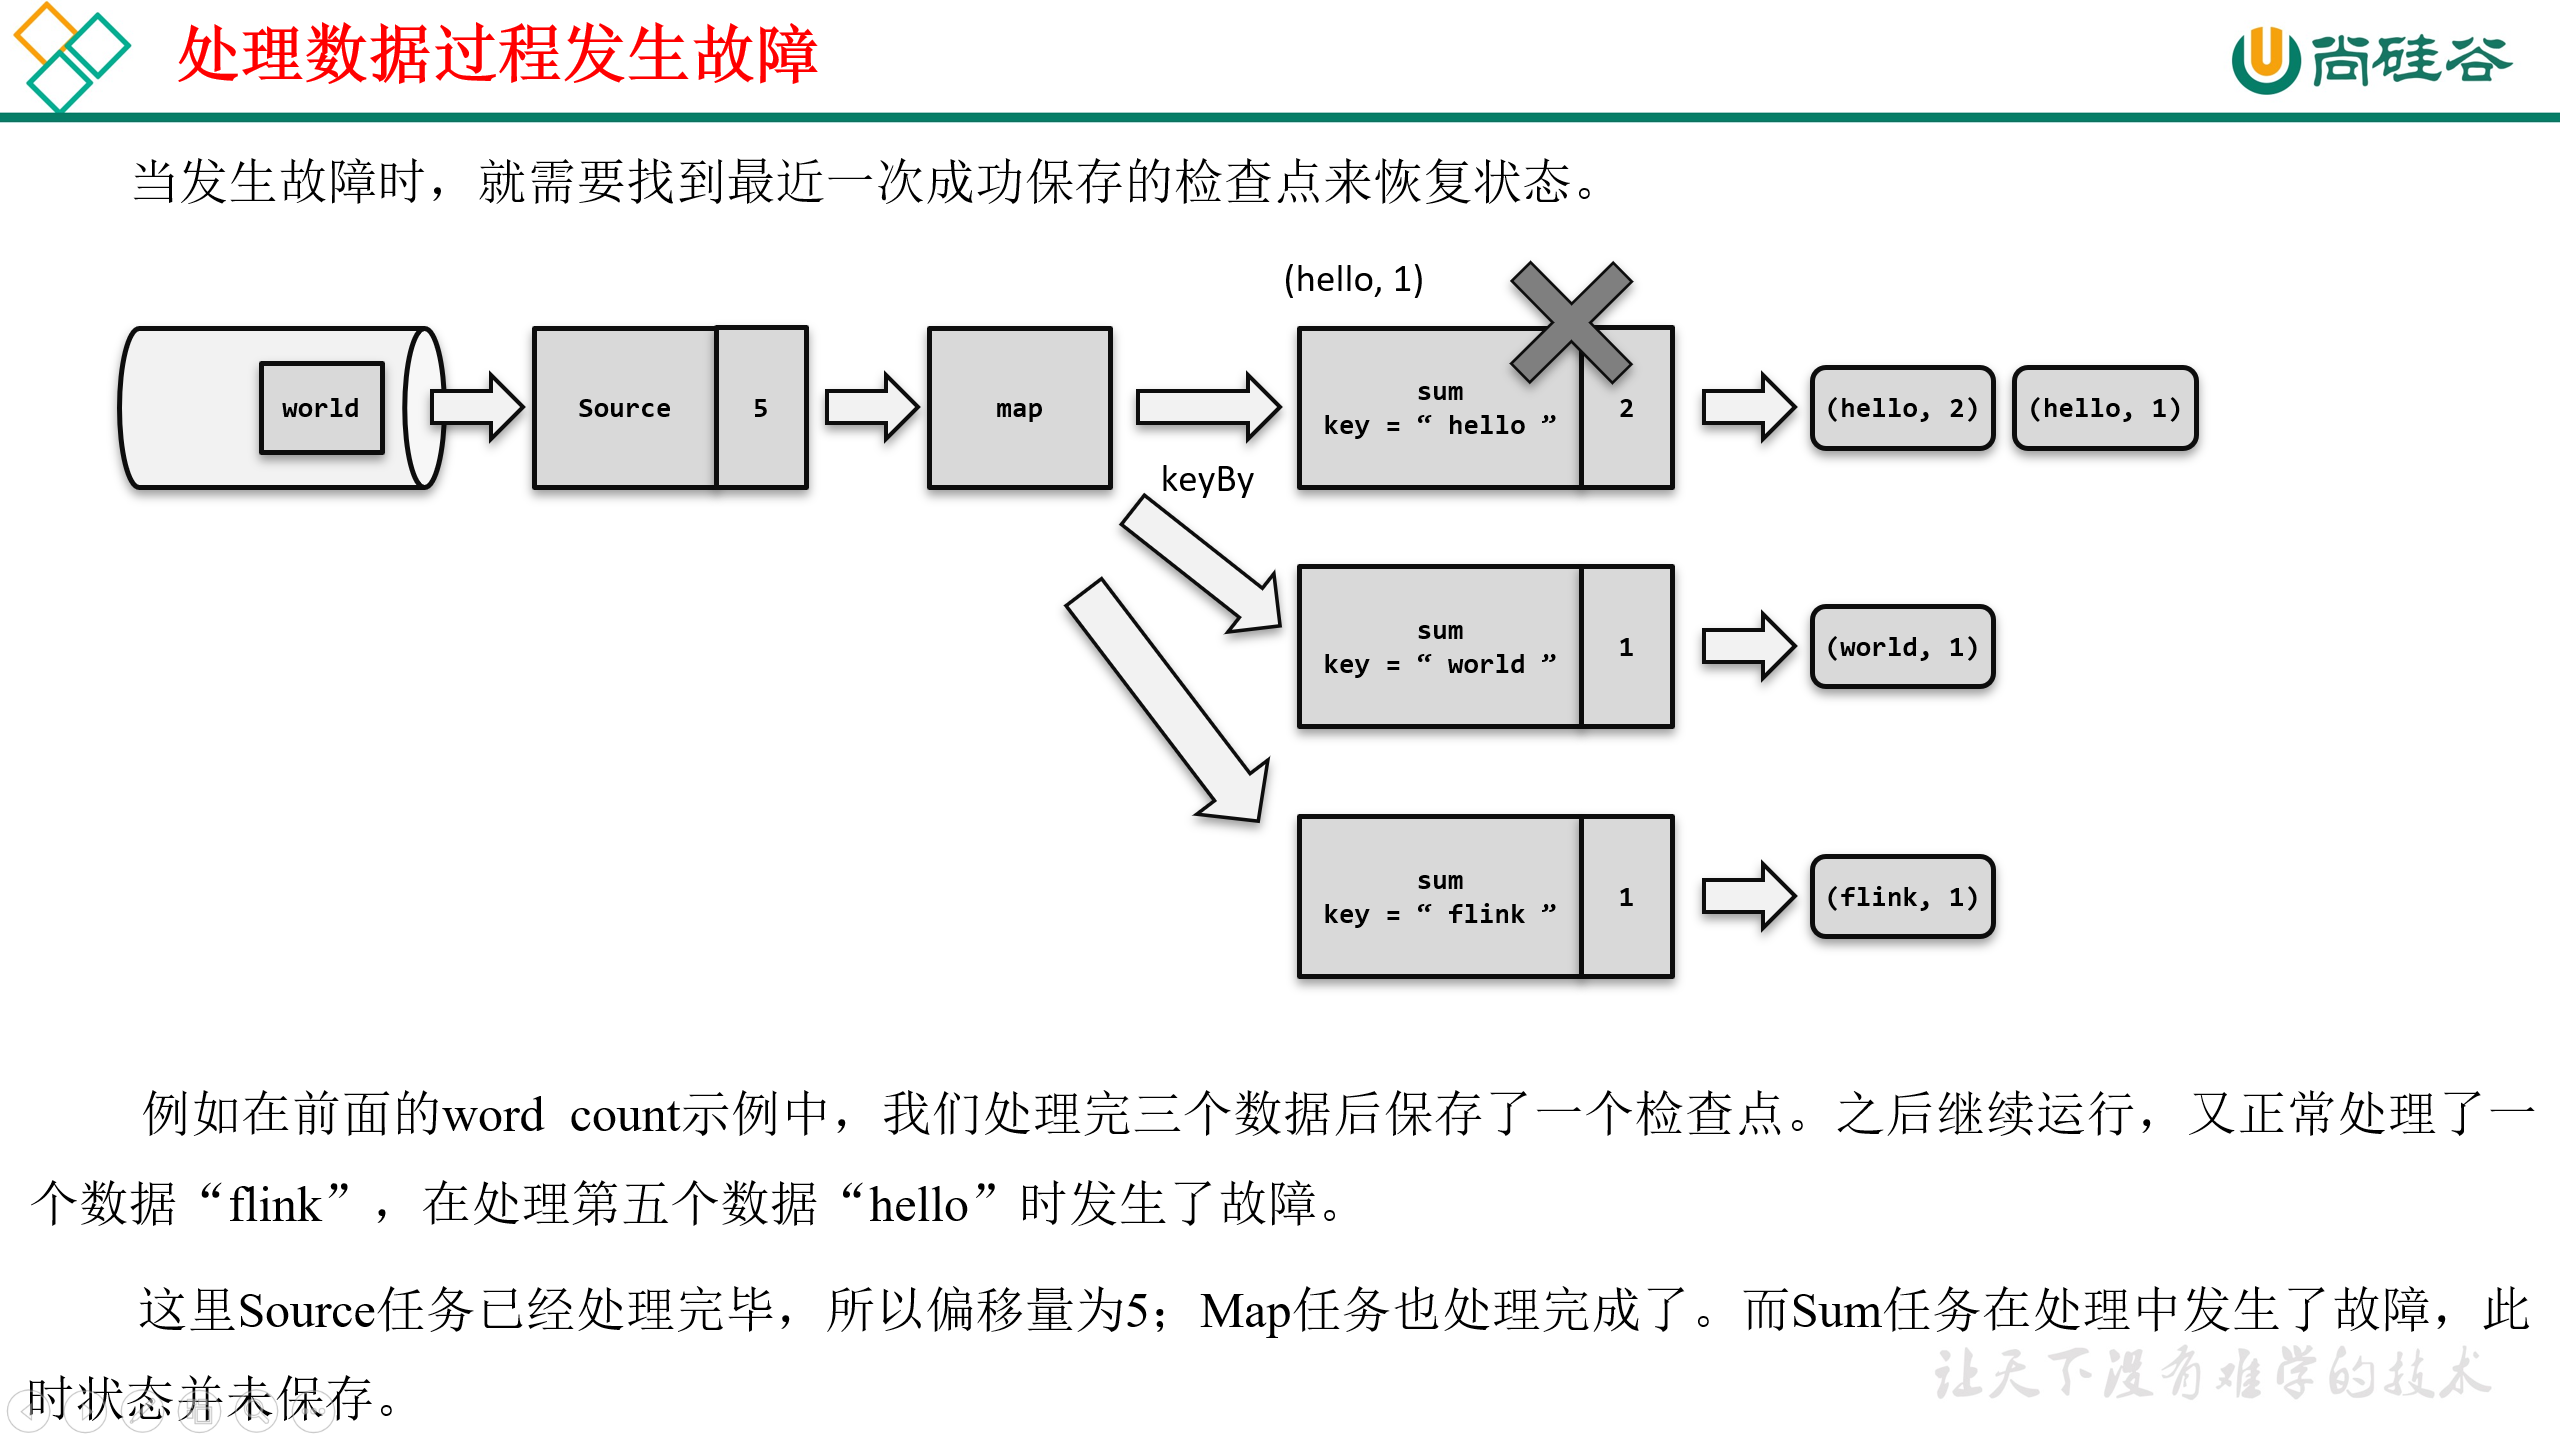 处理数据过程发生故障
尚硅谷
当发生故障时，就需要找到最近一次成功保存的检查点来恢复状态。
(hello, 1)
world
Source
5
map
sum
key = “ hello ”
2
(hello, 2)
(hello, 1)
keyBy
sum
key = “ world ”
1
(world, 1)
sum
key = “ flink ”
1
(flink, 1)
例如在前面的word count示例中，我们处理完三个数据后保存了一个检查点。之后继续运行，又正常处理了一
个数据“flink”，在处理第五个数据“hello”时发生了故障。
这里Source任务已经处理完毕，所以偏移量为5；Map任务也处理完成了。而Sum任务在处理中发生了故障，此
时状态并未保存。
让天下没有难学的技术